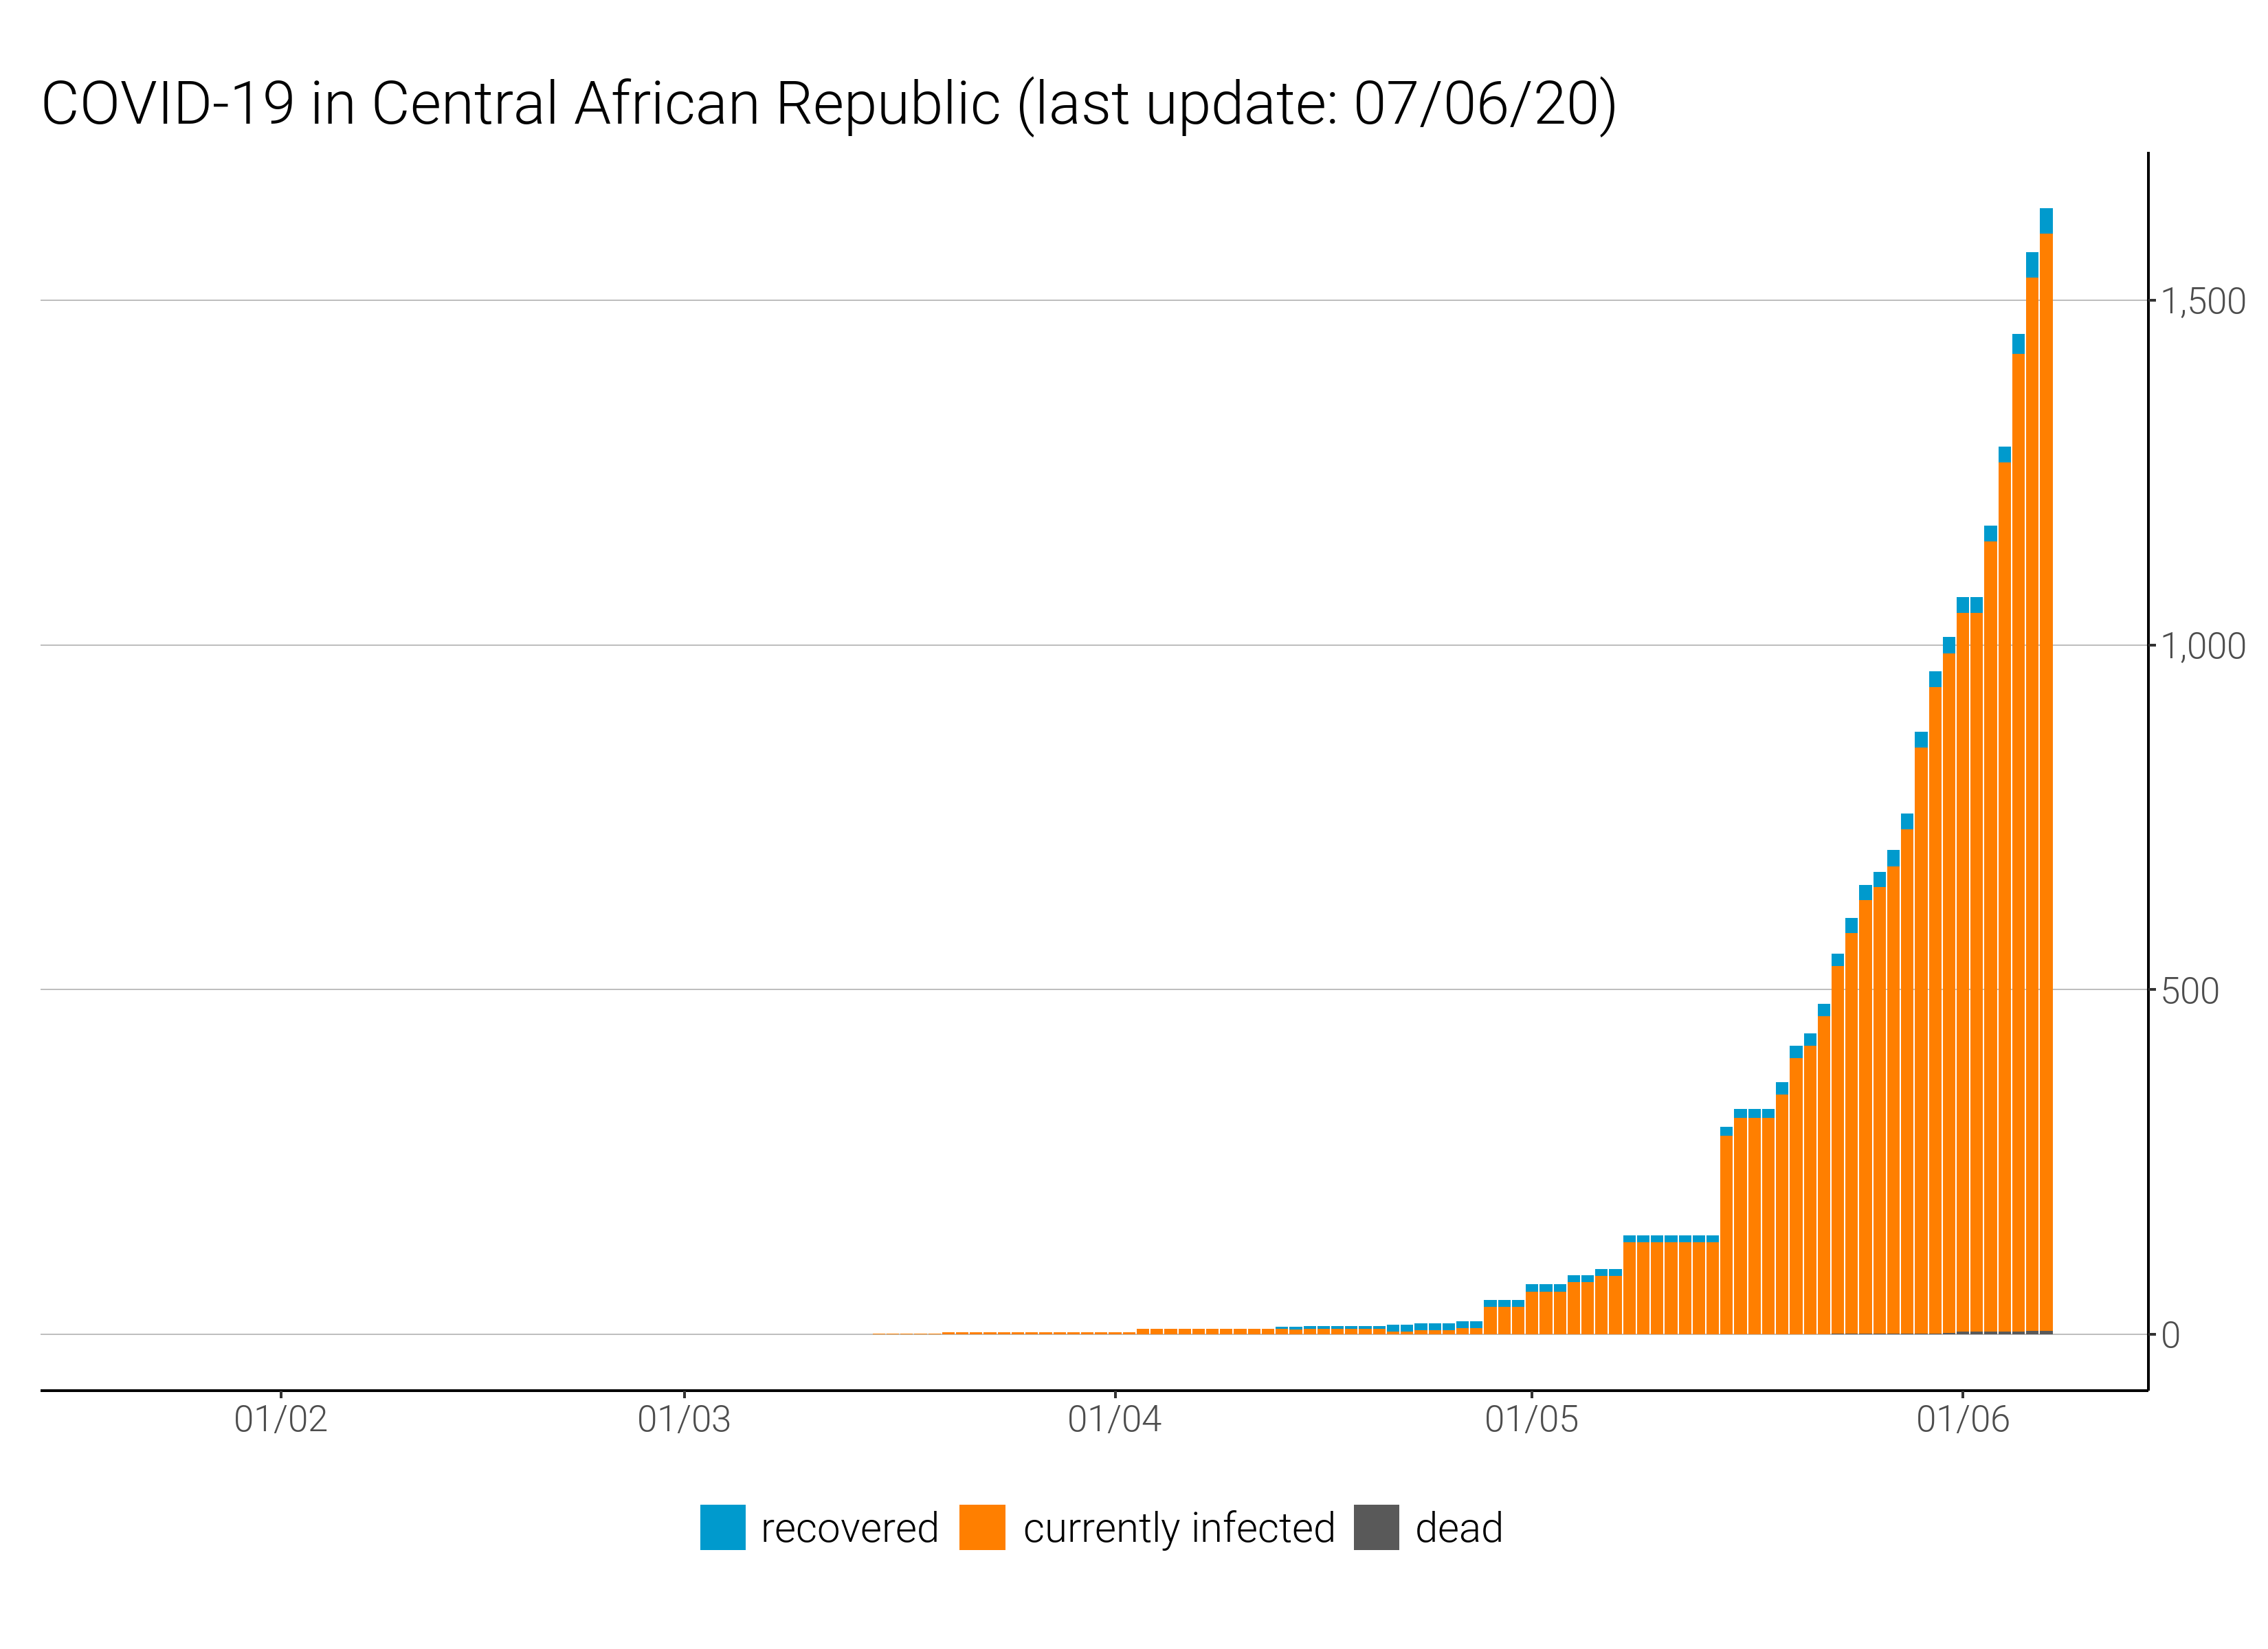 COVID-19 in Central African Republic (last update: 07/06/20)
1,500
1,000
500
0
01/02 01/03 01/04 01/05 01/06
recovered currently infected dead